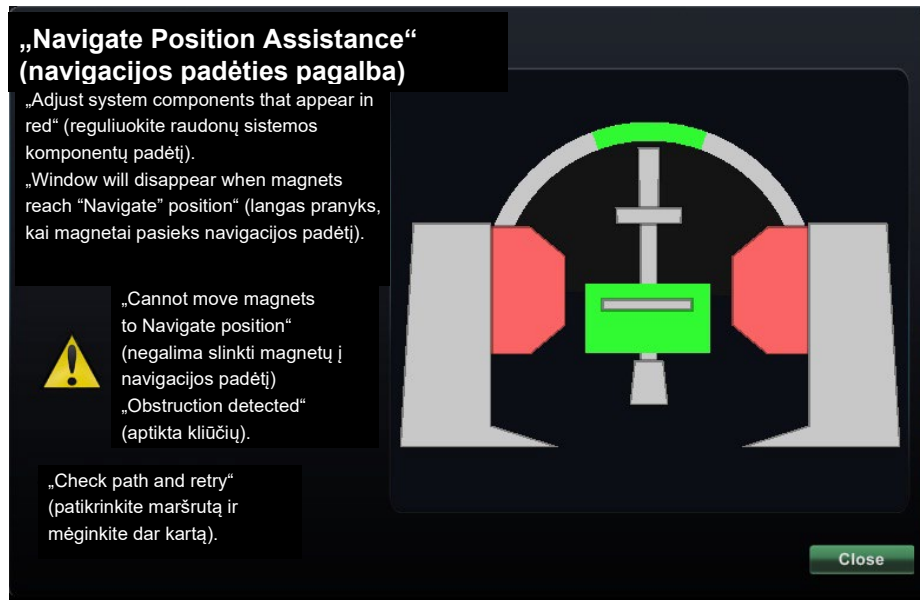 „Navigate Position Assistance“
(navigacijos padėties pagalba)
„Adjust system components that appear in
red“ (reguliuokite raudonų sistemos
komponentų padėtį).
„Window will disappear when magnets
reach “Navigate” position“ (langas pranyks,
kai magnetai pasieks navigacijos padėtį).
„Cannot move magnets
to Navigate position“
(negalima slinkti magnetų į
navigacijos padėtį)
„Obstruction detected“
(aptikta kliūčių).
„Check path and retry“
(patikrinkite maršrutą ir
mėginkite dar kartą).
Close